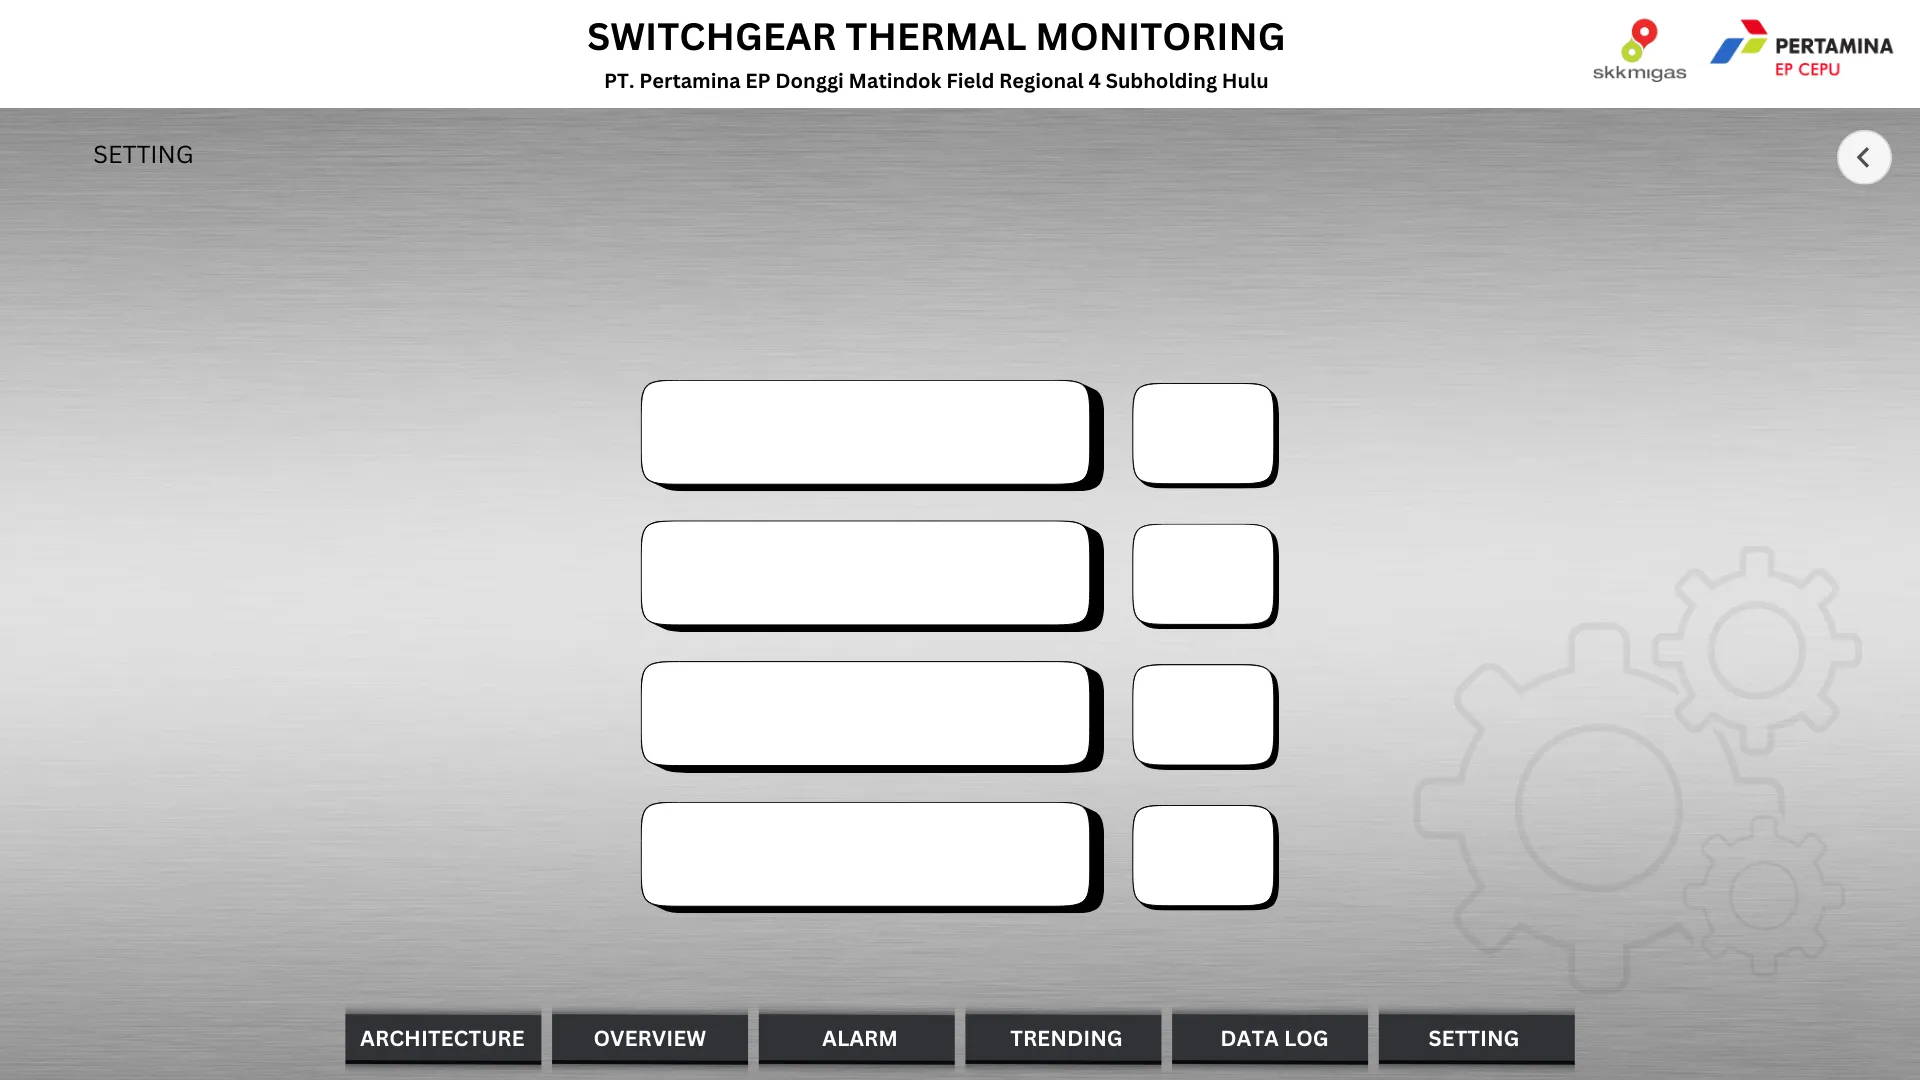 SWITCHGEAR THERMAL MONITORING
PT. Pertamina EP Donggi Matindok Field Regional 4 Subholding Hulu
skkmigas
PERTAMINA
EP CEPU
SETTING
ARCHITECTURE
OVERVIEW
ALARM
TRENDING
DATA LOG
SETTING